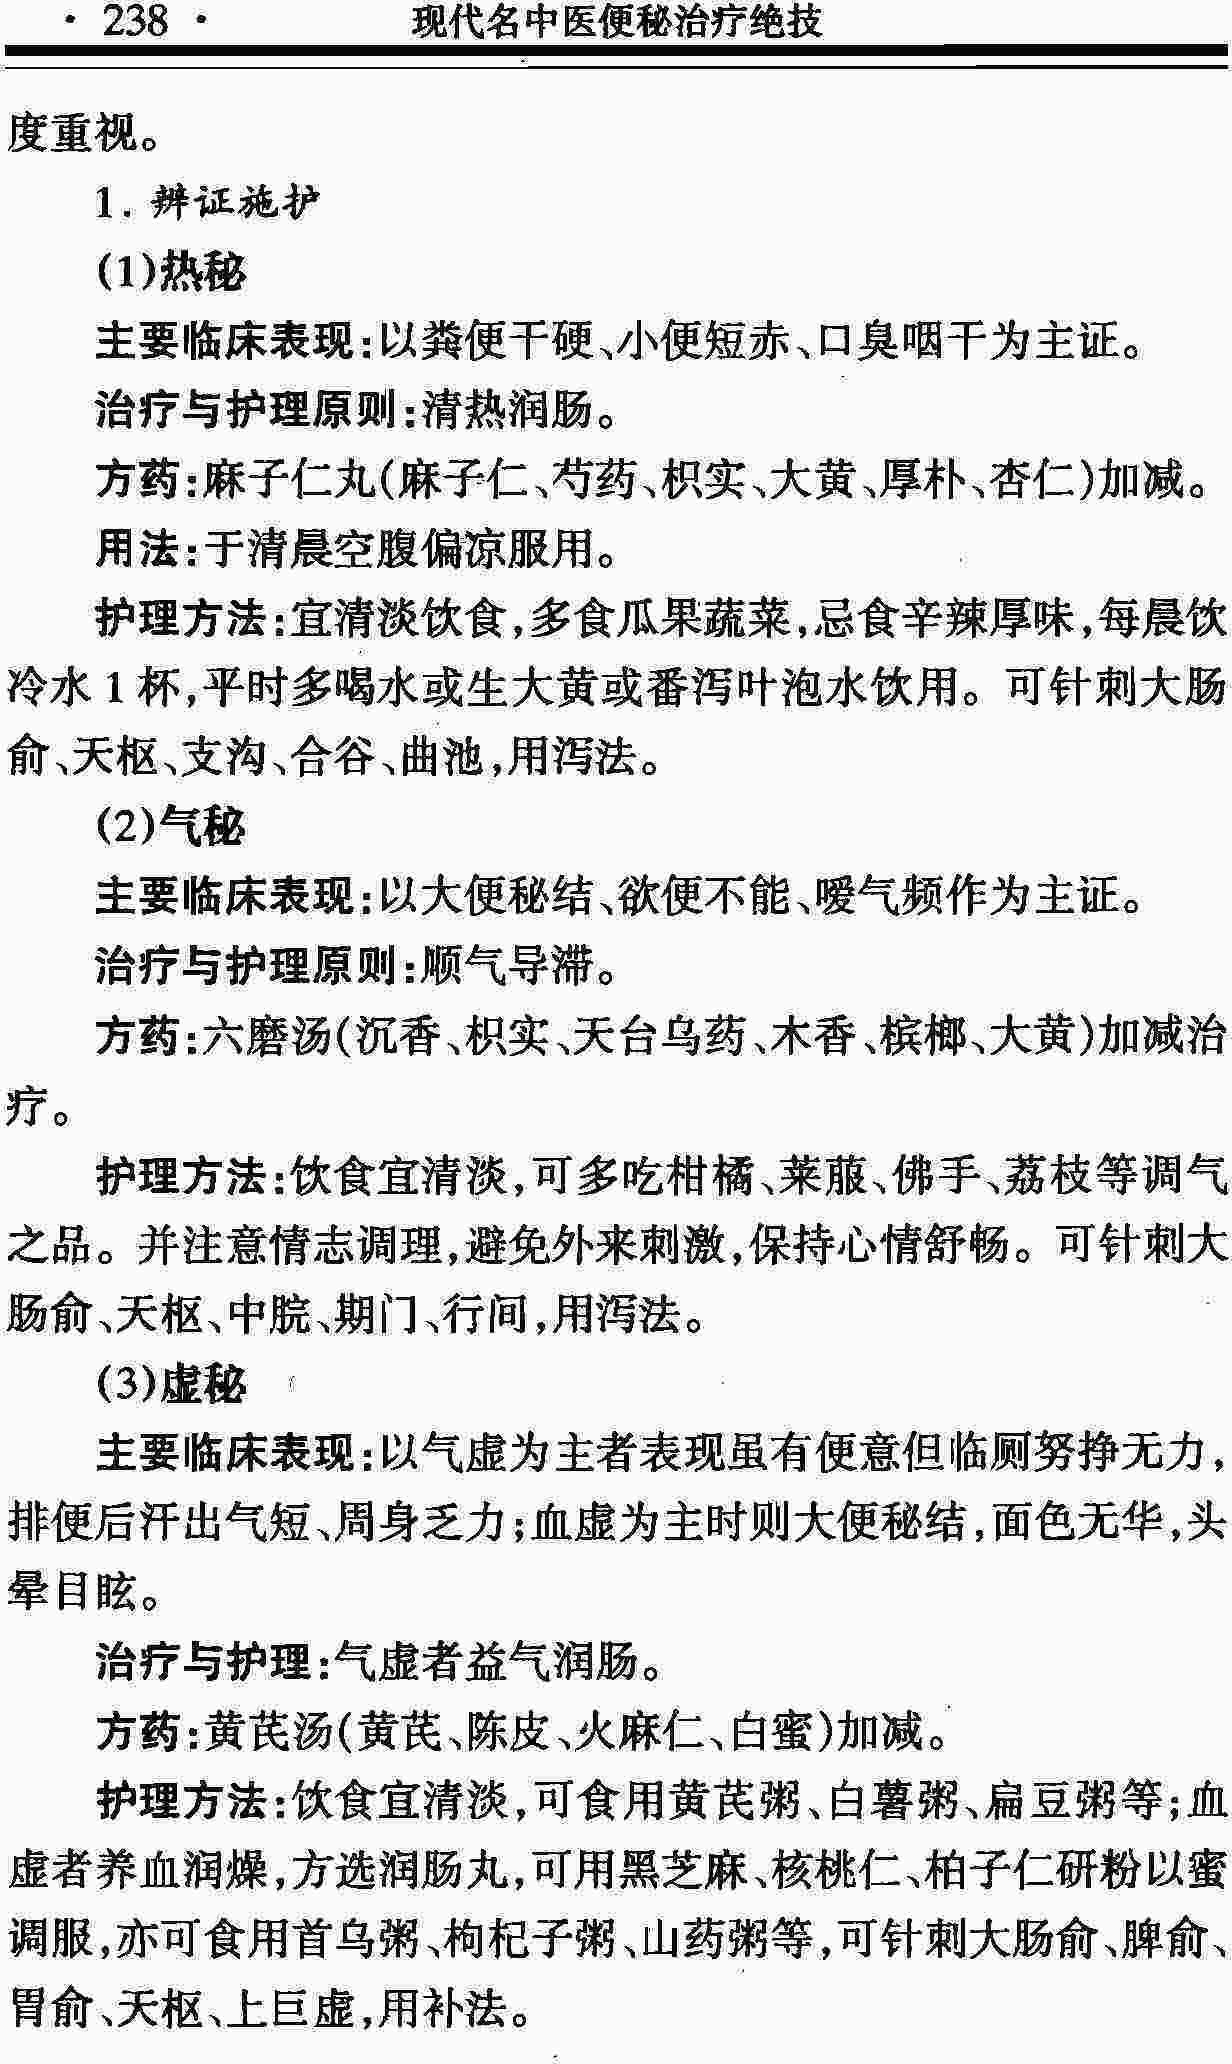 · 238 · 现代名中医便秘治疗绝技
度重视。
1. 辨证施护
(1)热秘
主要临床表现:以粪便干硬、小便短赤、口臭咽干为主证。
治疗与护理原则:清热润肠。
方药:麻子仁丸(麻子仁、芍药、枳实、大黄、厚朴、杏仁)加减。
用法:于清晨空腹偏凉服用。
护理方法:宜清淡饮食,多食瓜果蔬菜,忌食辛辣厚味,每晨饮
冷水 1 杯,平时多喝水或生大黄或番泻叶泡水饮用。可针刺大肠
俞、天枢、支沟、合谷、曲池,用泻法。
(2)气秘
主要临床表现:以大便秘结、欲便不能、嗳气频作为主证。
治疗与护理原则:顺气导滞。
方药:六磨汤(沉香、枳实、天台乌药、木香、槟榔、大黄)加减治
疗。
护理方法:饮食宜清淡,可多吃柑橘、莱菔、佛手、荔枝等调气
之品。并注意情志调理,避免外来刺激,保持心情舒畅。可针刺大
肠俞、天枢、中脘、期门、行间,用泻法。
(3)虚秘
主要临床表现:以气虚为主者表现虽有便意但临厕努挣无力,
排便后汗出气短、周身乏力;血虚为主时则大便秘结,面色无华,头
晕目眩。
治疗与护理:气虚者益气润肠。
方药:黄芪汤(黄芪、陈皮、火麻仁、白蜜)加减。
护理方法:饮食宜清淡,可食用黄芪粥、白薯粥、扁豆粥等;血
虚者养血润燥,方选润肠丸,可用黑芝麻、核桃仁、柏子仁研粉以蜜
调服,亦可食用首乌粥、枸杞子粥、山药粥等,可针刺大肠俞、脾俞、
胃俞、天枢、上巨虚,用补法。